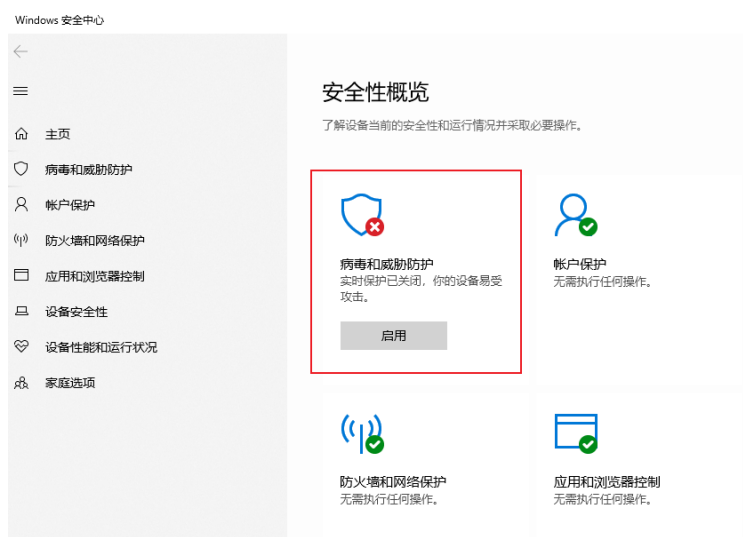 Windows 安全中心
主页
病毒和威胁防护
帐户保护
防火墙和网络保护
应用和浏览器控制
设备安全性
设备性能和运行状况
家庭选项
安全性概览
了解设备当前的安全性和运行情况并采取必要操作。
病毒和威胁防护
实时保护已关闭，你的设备易受
攻击。
启用
帐户保护
无需执行任何操作。
防火墙和网络保护
无需执行任何操作。
应用和浏览器控制
无需执行任何操作。